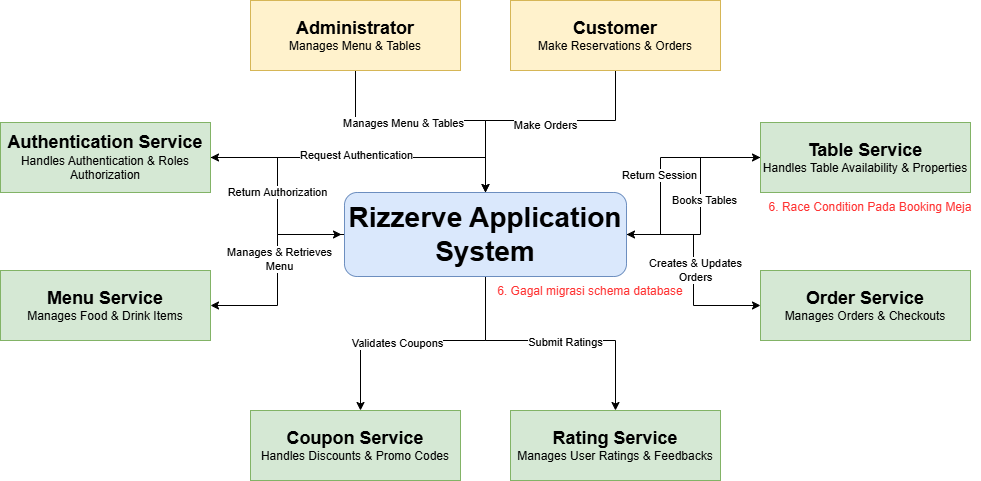 Administrator
Manages Menu & Tables
Customer
Make Reservations & Orders
Manages Menu & Tables
Make Orders
Authentication Service
Handles Authentication & Roles
Authorization
Request Authentication
Return Authorization
Table Service
Handles Table Availability & Properties
Return Session
Books Tables
6. Race Condition Pada Booking Meja
Rizzerve Application
System
Manages & Retrieves
Menu
Creates & Updates
Orders
6. Gagal migrasi schema database
Menu Service
Manages Food & Drink Items
Order Service
Manages Orders & Checkouts
Validates Coupons
Submit Ratings
Coupon Service
Handles Discounts & Promo Codes
Rating Service
Manages User Ratings & Feedbacks